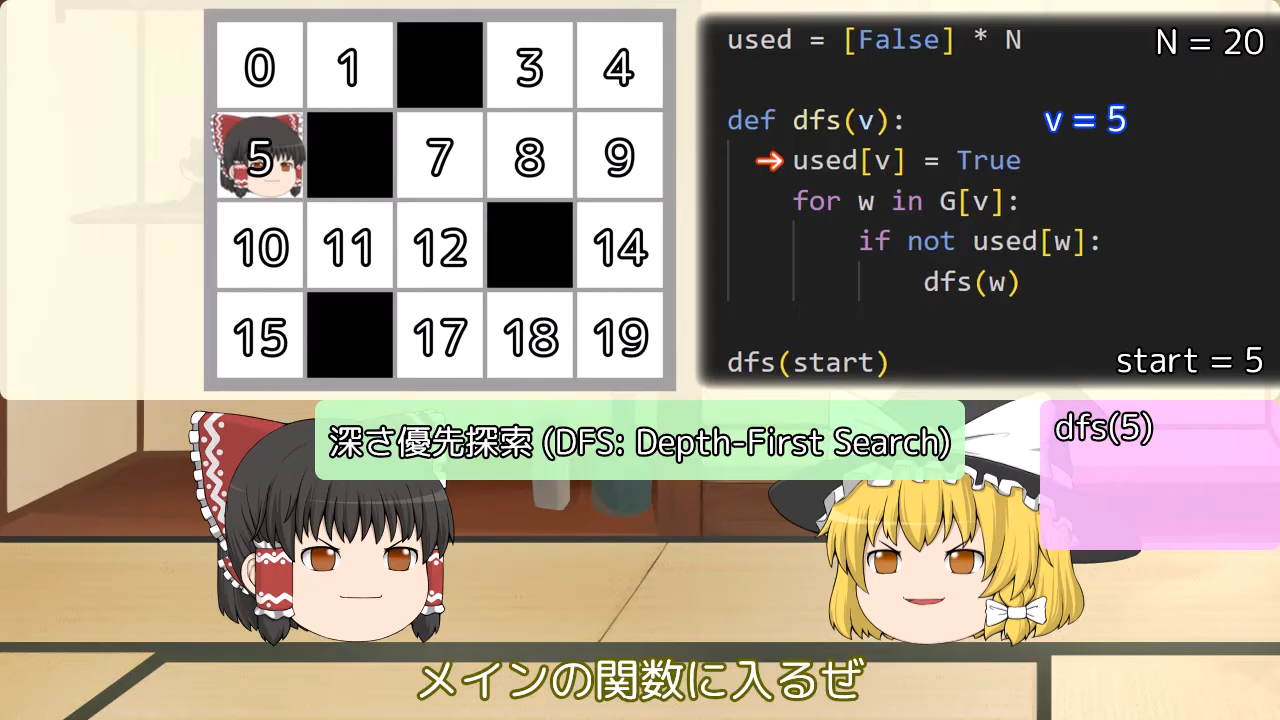 0 1 3 4
5 7 8 9
10 11 12 14
15 17 18 19
used = [False] * N
N = 20
def dfs(v):
v = 5
used[v] = True
for w in G[v]:
if not used[w]:
dfs(w)
dfs(start)
start = 5
深さ優先探索 (DFS: Depth-First Search)
dfs(5)
メインの関数に入るぜ